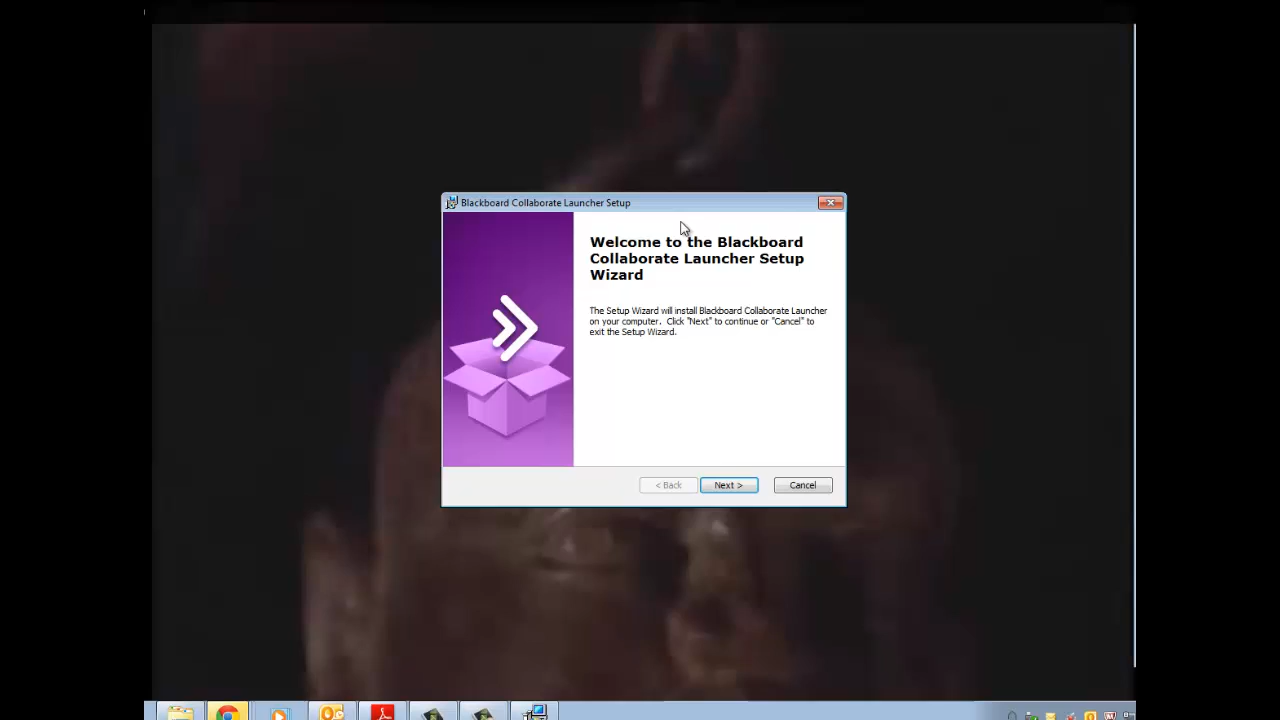 Blackboard Collaborate Launcher Setup
Welcome to the Blackboard
Collaborate Launcher Setup
Wizard
The Setup Wizard will install Blackboard Collaborate Launcher
on your computer. Click "Next" to continue or "Cancel" to
exit the Setup Wizard.
< Back Next > Cancel